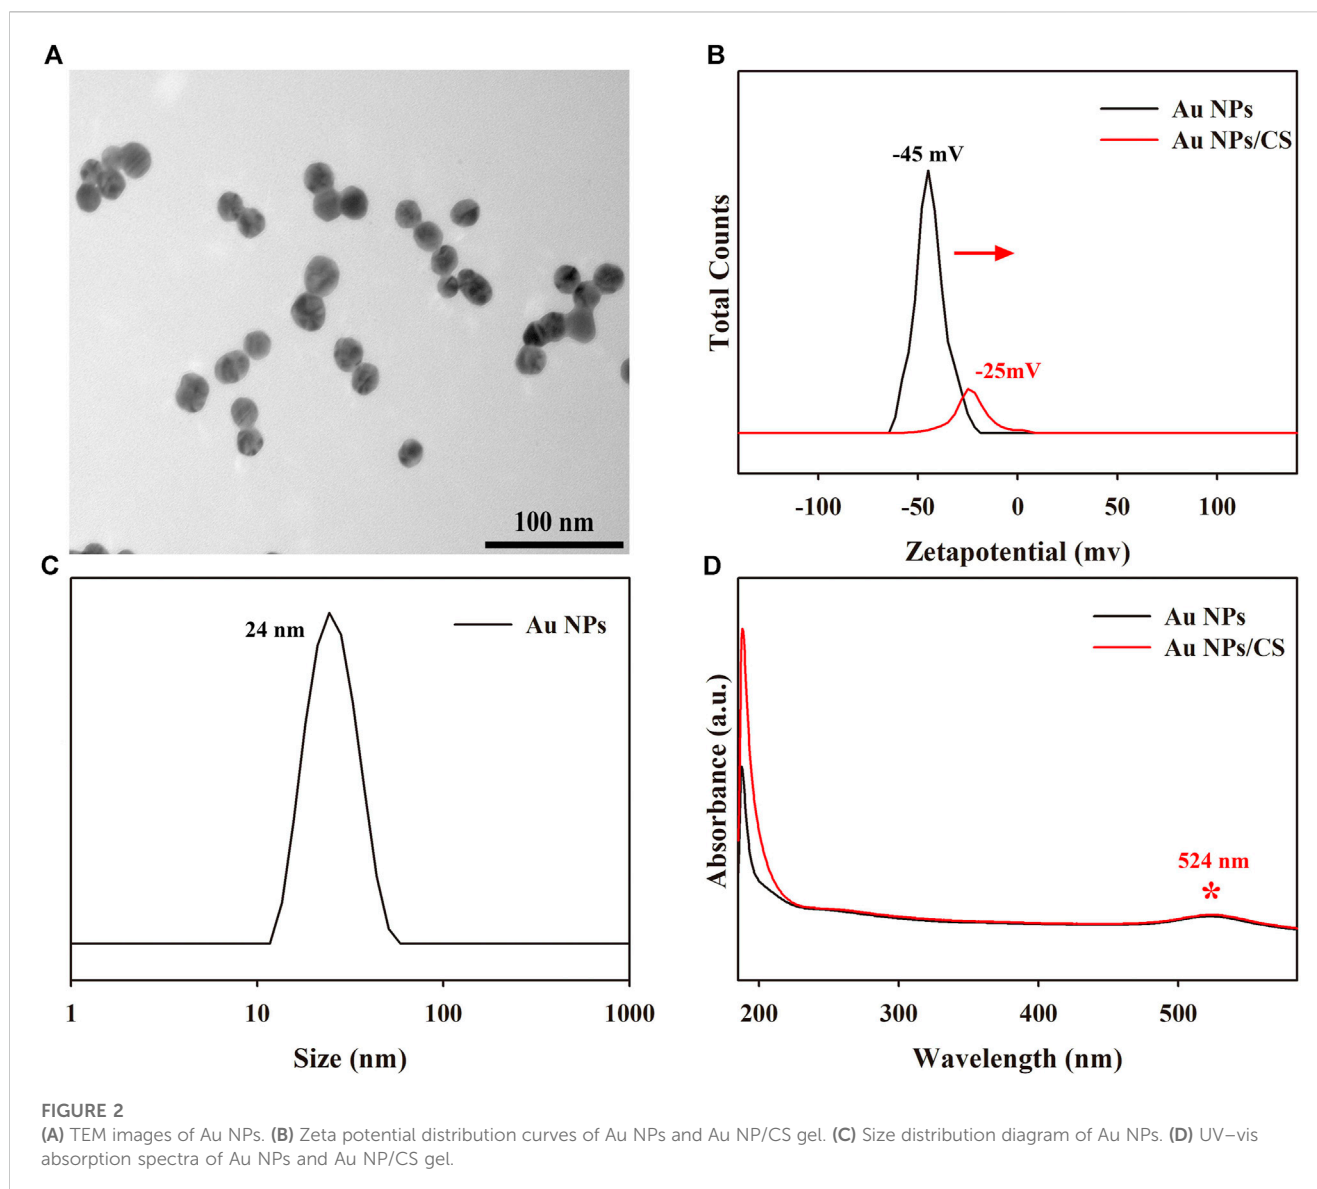 A
100 nm
B
Au NPs
Au NPs/CS
-45 mV
-25mV
Total Counts
-100 -50 0 50 100
Zetapotential (mv)
C
24 nm
Au NPs
1 10 100 1000
Size (nm)
D
Au NPs
Au NPs/CS
524 nm
*
Absorbance (a.u.)
200 300 400 500
Wavelength (nm)
FIGURE 2
(A) TEM images of Au NPs. (B) Zeta potential distribution curves of Au NPs and Au NP/CS gel. (C) Size distribution diagram of Au NPs. (D) UV–vis
absorption spectra of Au NPs and Au NP/CS gel.